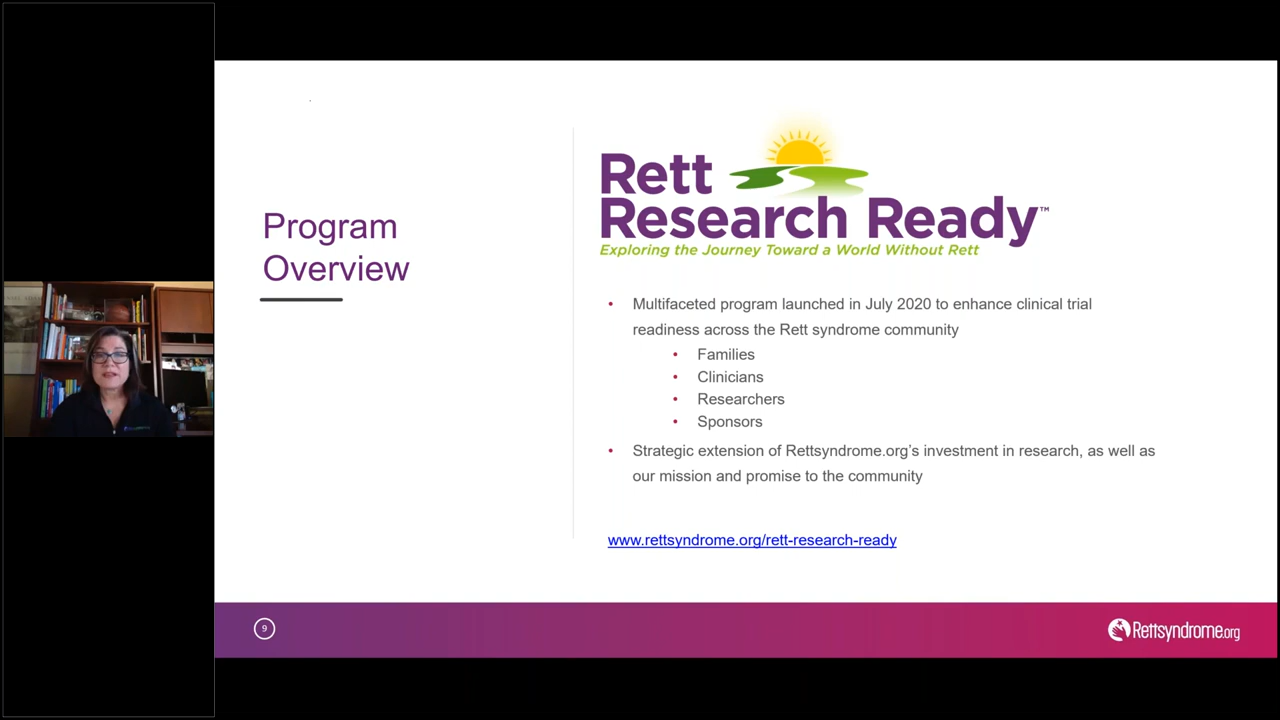 Program
Overview
Rett
Research Ready™
Exploring the Journey Toward a World Without Rett
• Multifaceted program launched in July 2020 to enhance clinical trial
readiness across the Rett syndrome community
• Families
• Clinicians
• Researchers
• Sponsors
• Strategic extension of Rettsyndrome.org’s investment in research, as well as
our mission and promise to the community
www.rettsyndrome.org/rett-research-ready
9
Rettsyndrome.org